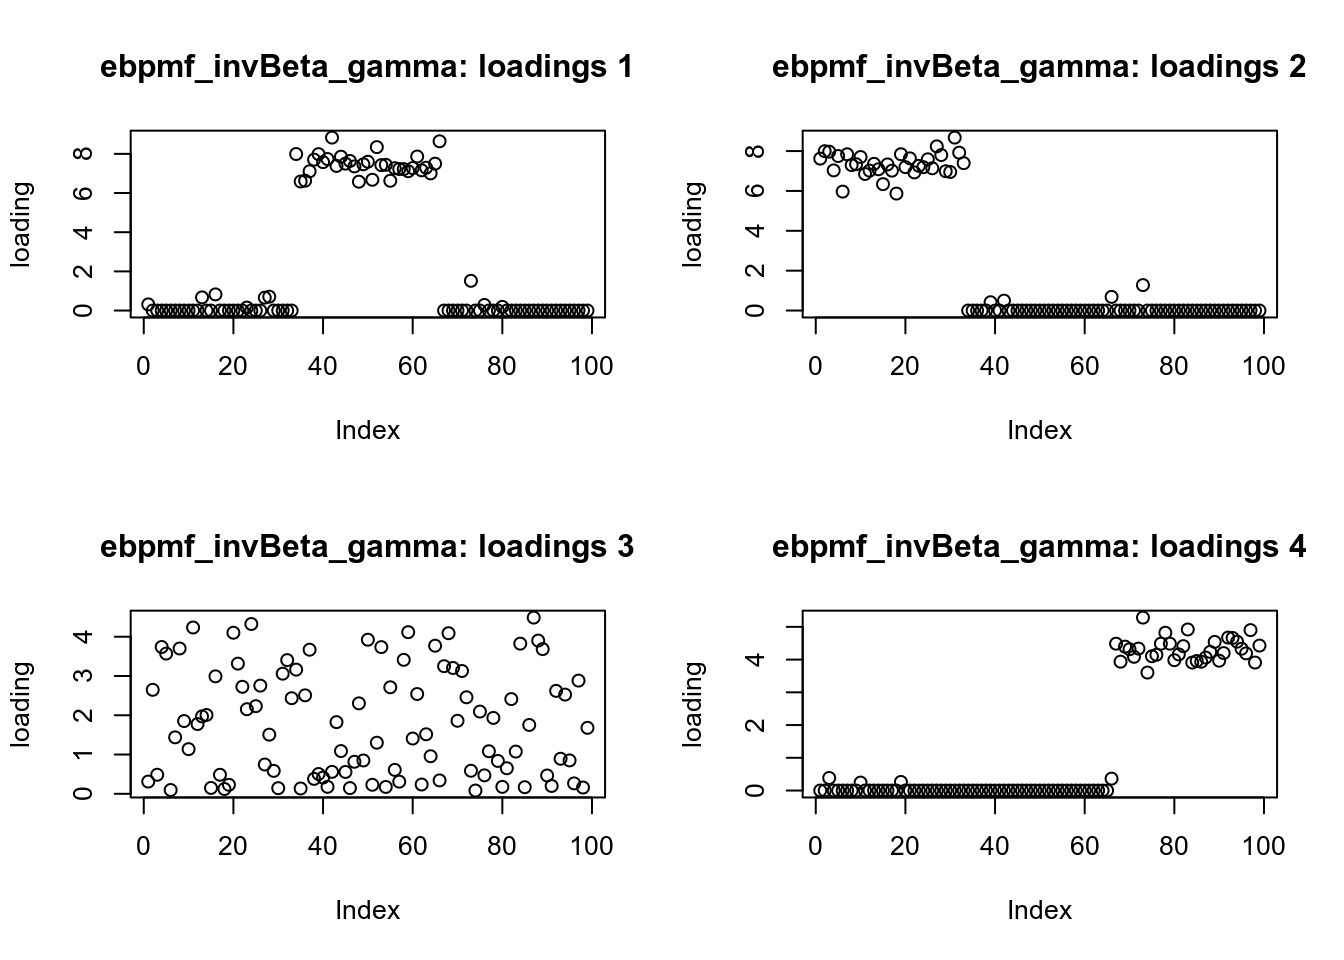 ebpmf_invBeta_gamma: loadings 1
loading
0 2 4 6 8
0 20 40 60 80 100
Index
ebpmf_invBeta_gamma: loadings 2
loading
0 2 4 6 8
0 20 40 60 80 100
Index
ebpmf_invBeta_gamma: loadings 3
loading
0 1 2 3 4
0 20 40 60 80 100
Index
ebpmf_invBeta_gamma: loadings 4
loading
0 2 4
0 20 40 60 80 100
Index